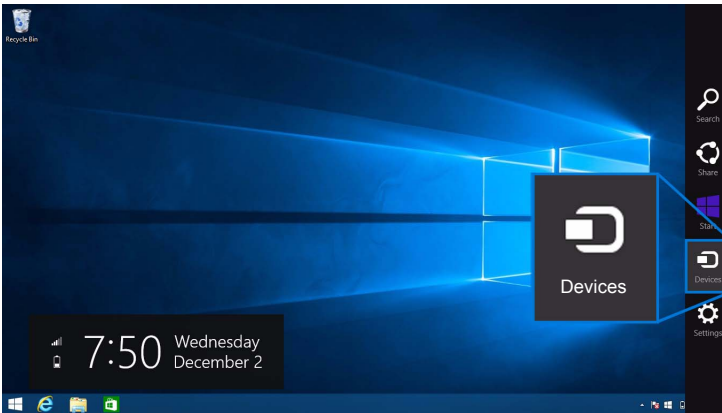 Recycle Bin
Search
Share
Start
Devices
Devices
Settings
7:50
Wednesday
December 2